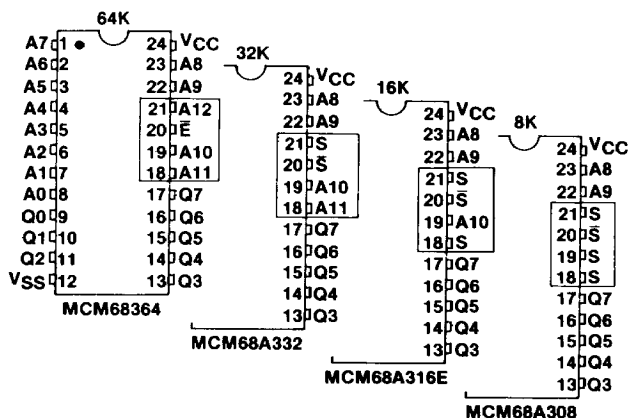 64K
A7 1 24 VCC
A6 2 23 A8
A5 3 22 A9
A4 4 21 A12
A3 5 20 E̅
A2 6 19 A10
A1 7 18 A11
A0 8 17 Q7
Q0 9 16 Q6
Q1 10 15 Q5
Q2 11 14 Q4
VSS 12 13 Q3
MCM68364
32K
24 VCC
23 A8
22 A9
21 S
20 S̅
19 A10
18 A11
17 Q7
16 Q6
15 Q5
14 Q4
13 Q3
MCM68A332
16K
24 VCC
23 A8
22 A9
21 S
20 S̅
19 A10
18 S
17 Q7
16 Q6
15 Q5
14 Q4
13 Q3
MCM68A316E
8K
24 VCC
23 A8
22 A9
21 S
20 S̅
19 S
18 S
17 Q7
16 Q6
15 Q5
14 Q4
13 Q3
MCM68A308